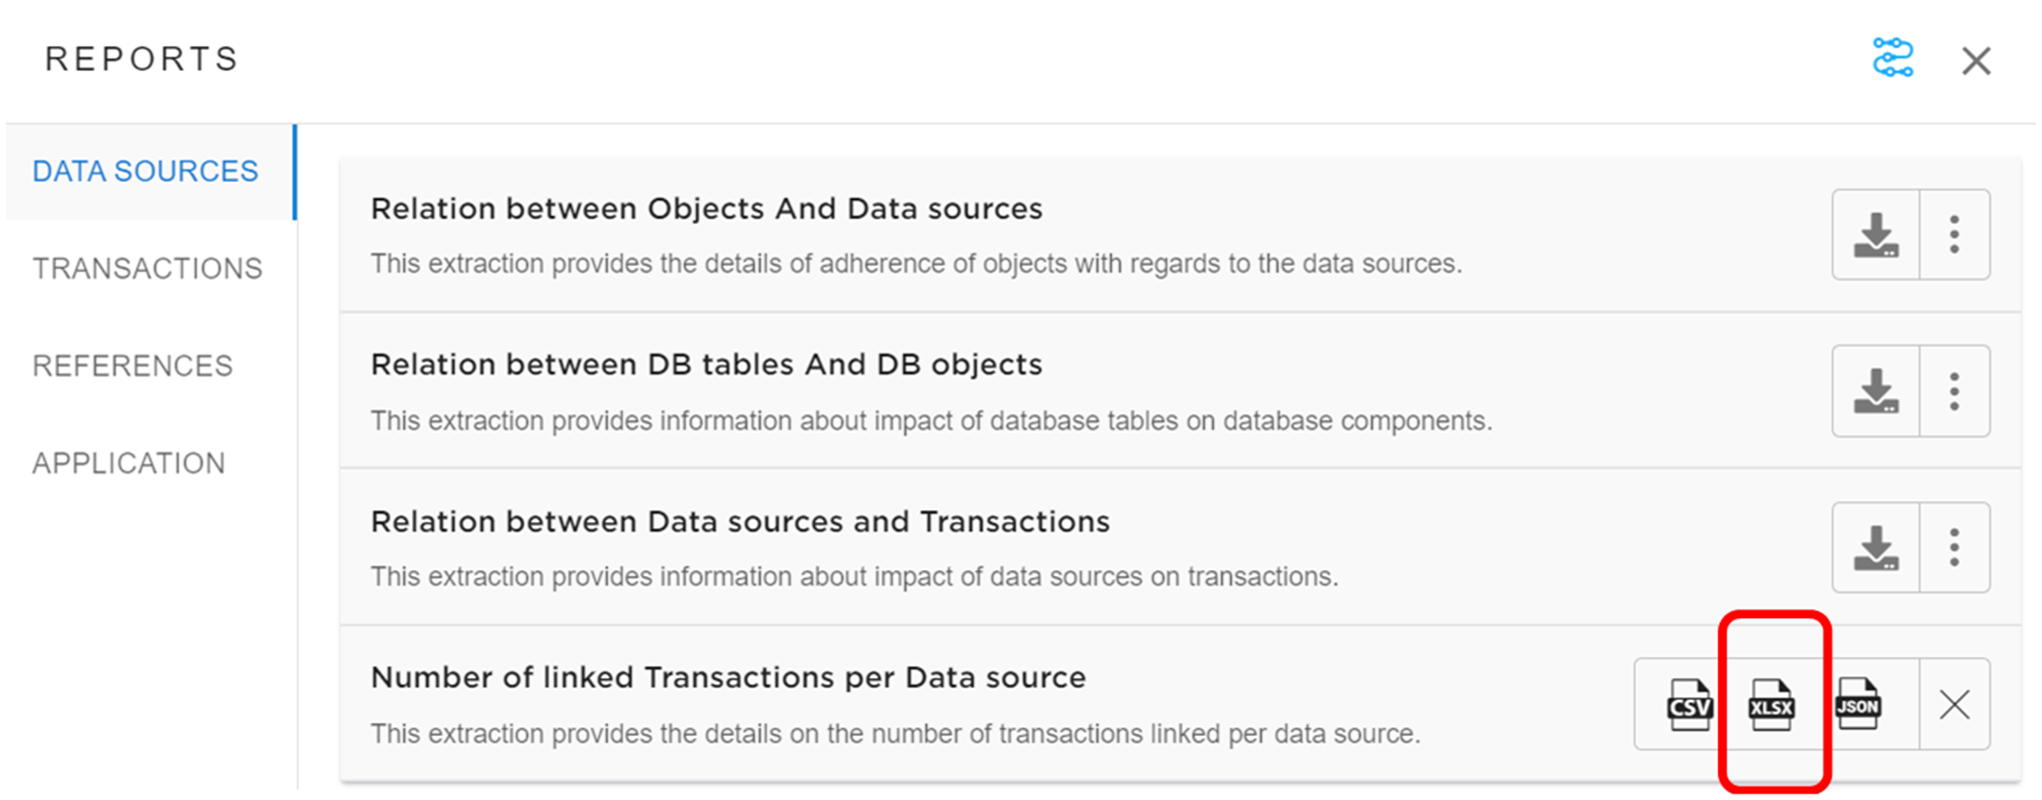 REPORTS
DATA SOURCES
TRANSACTIONS
REFERENCES
APPLICATION
Relation between Objects And Data sources
This extraction provides the details of adherence of objects with regards to the data sources.
Relation between DB tables And DB objects
This extraction provides information about impact of database tables on database components.
Relation between Data sources and Transactions
This extraction provides information about impact of data sources on transactions.
Number of linked Transactions per Data source
This extraction provides the details on the number of transactions linked per data source.
CSV XLSX JSON